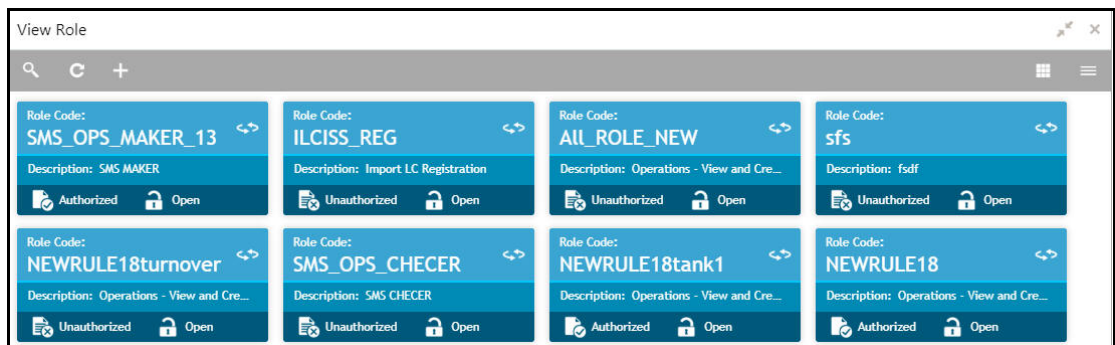 View Role
Role Code:
SMS_OPS_MAKER_13
Description: SMS MAKER
Authorized Open
Role Code:
ILCISS_REG
Description: Import LC Registration
Unauthorized Open
Role Code:
All_ROLE_NEW
Description: Operations - View and Cre...
Unauthorized Open
Role Code:
sfs
Description: fsdf
Unauthorized Open
Role Code:
NEWRULE18turnover
Description: Operations - View and Cre...
Unauthorized Open
Role Code:
SMS_OPS_CHECER
Description: SMS CHECER
Unauthorized Open
Role Code:
NEWRULE18tank1
Description: Operations - View and Cre...
Authorized Open
Role Code:
NEWRULE18
Description: Operations - View and Cre...
Authorized Open